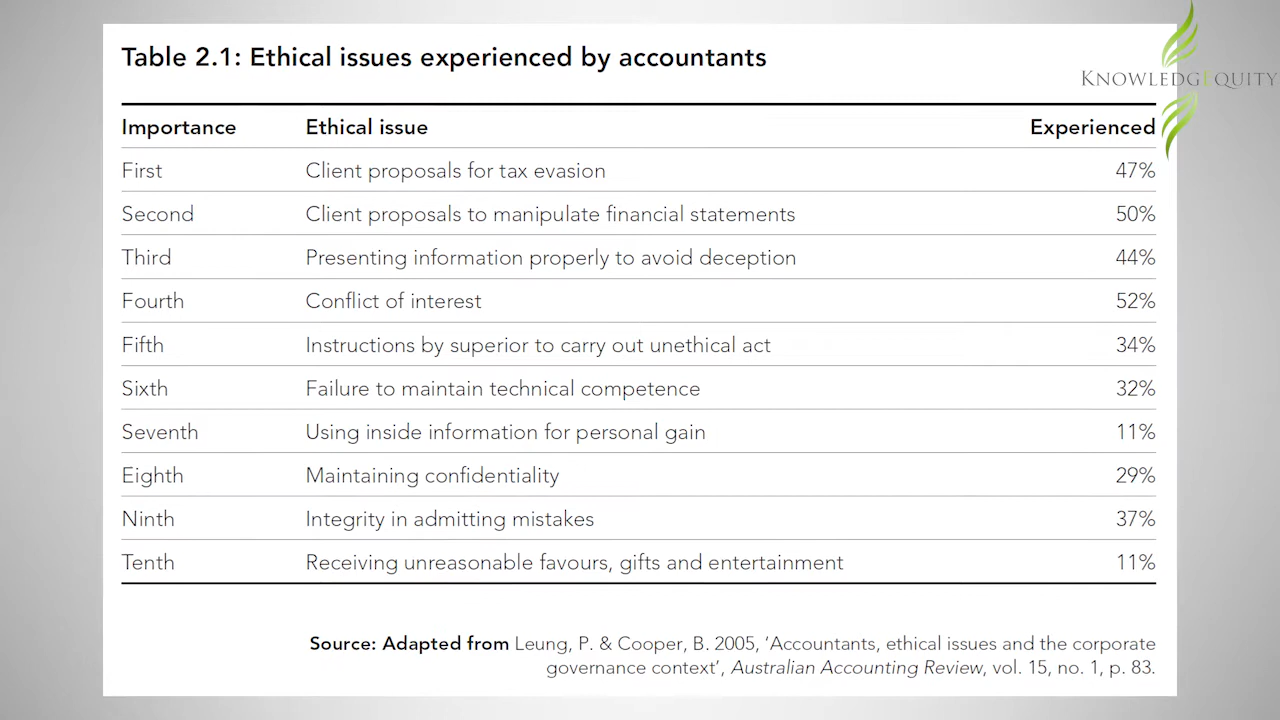 Table 2.1: Ethical issues experienced by accountants
KNOWLEDGEQUITY
Importance Ethical issue Experienced
First Client proposals for tax evasion 47%
Second Client proposals to manipulate financial statements 50%
Third Presenting information properly to avoid deception 44%
Fourth Conflict of interest 52%
Fifth Instructions by superior to carry out unethical act 34%
Sixth Failure to maintain technical competence 32%
Seventh Using inside information for personal gain 11%
Eighth Maintaining confidentiality 29%
Ninth Integrity in admitting mistakes 37%
Tenth Receiving unreasonable favours, gifts and entertainment 11%
Source: Adapted from Leung, P. & Cooper, B. 2005, ‘Accountants, ethical issues and the corporate
governance context’, Australian Accounting Review, vol. 15, no. 1, p. 83.